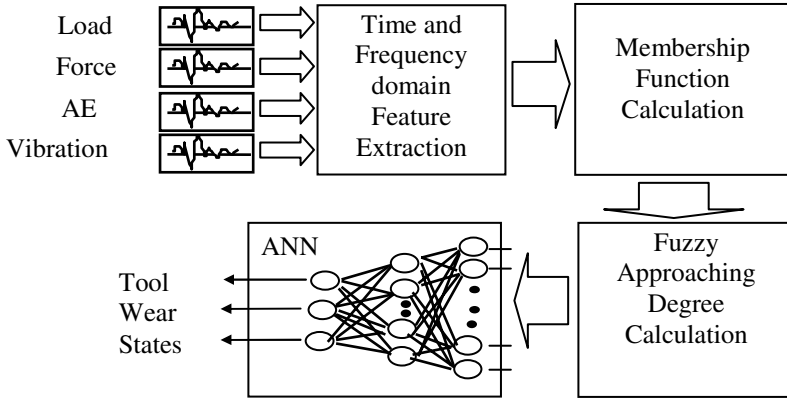 Load
Force
AE
Vibration
Time and
Frequency
domain
Feature
Extraction
Membership
Function
Calculation
Fuzzy
Approaching
Degree
Calculation
ANN
Tool
Wear
States